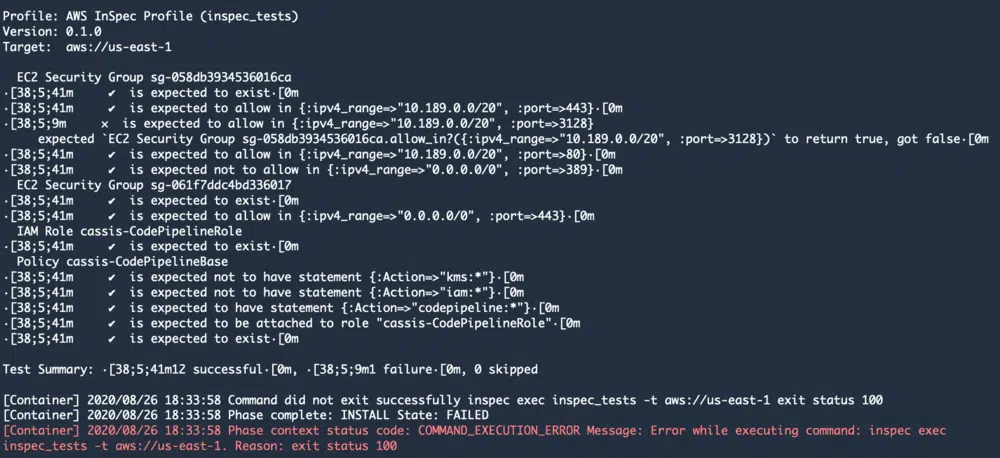 Profile: AWS InSpec Profile (inspec_tests)
Version: 0.1.0
Target:  aws://us-east-1
EC2 Security Group sg-058db3934536016ca
·[38;5;41m     ✔  is expected to exist·[0m
·[38;5;41m     ✔  is expected to allow in {:ipv4_range=>"10.189.0.0/20", :port=>443}·[0m
·[38;5;9m     ×  is expected to allow in {:ipv4_range=>"10.189.0.0/20", :port=>3128}
expected `EC2 Security Group sg-058db3934536016ca.allow_in?({:ipv4_range=>"10.189.0.0/20", :port=>3128})` to return true, got false·[0m
·[38;5;41m     ✔  is expected to allow in {:ipv4_range=>"10.189.0.0/20", :port=>80}·[0m
·[38;5;41m     ✔  is expected not to allow in {:ipv4_range=>"0.0.0.0/0", :port=>389}·[0m
EC2 Security Group sg-061f7ddc4bd336017
·[38;5;41m     ✔  is expected to exist·[0m
·[38;5;41m     ✔  is expected to allow in {:ipv4_range=>"0.0.0.0/0", :port=>443}·[0m
IAM Role cassis-CodePipelineRole
·[38;5;41m     ✔  is expected to exist·[0m
Policy cassis-CodePipelineBase
·[38;5;41m     ✔  is expected not to have statement {:Action=>"kms:*"}·[0m
·[38;5;41m     ✔  is expected not to have statement {:Action=>"iam:*"}·[0m
·[38;5;41m     ✔  is expected to have statement {:Action=>"codepipeline:*"}·[0m
·[38;5;41m     ✔  is expected to be attached to role "cassis-CodePipelineRole"·[0m
·[38;5;41m     ✔  is expected to exist·[0m
Test Summary: ·[38;5;41m12 successful·[0m, ·[38;5;9m1 failure·[0m, 0 skipped
[Container] 2020/08/26 18:33:58 Command did not exit successfully inspec exec inspec_tests -t aws://us-east-1 exit status 100
[Container] 2020/08/26 18:33:58 Phase complete: INSTALL State: FAILED
[Container] 2020/08/26 18:33:58 Phase context status code: COMMAND_EXECUTION_ERROR Message: Error while executing command: inspec exec
inspec_tests -t aws://us-east-1. Reason: exit status 100